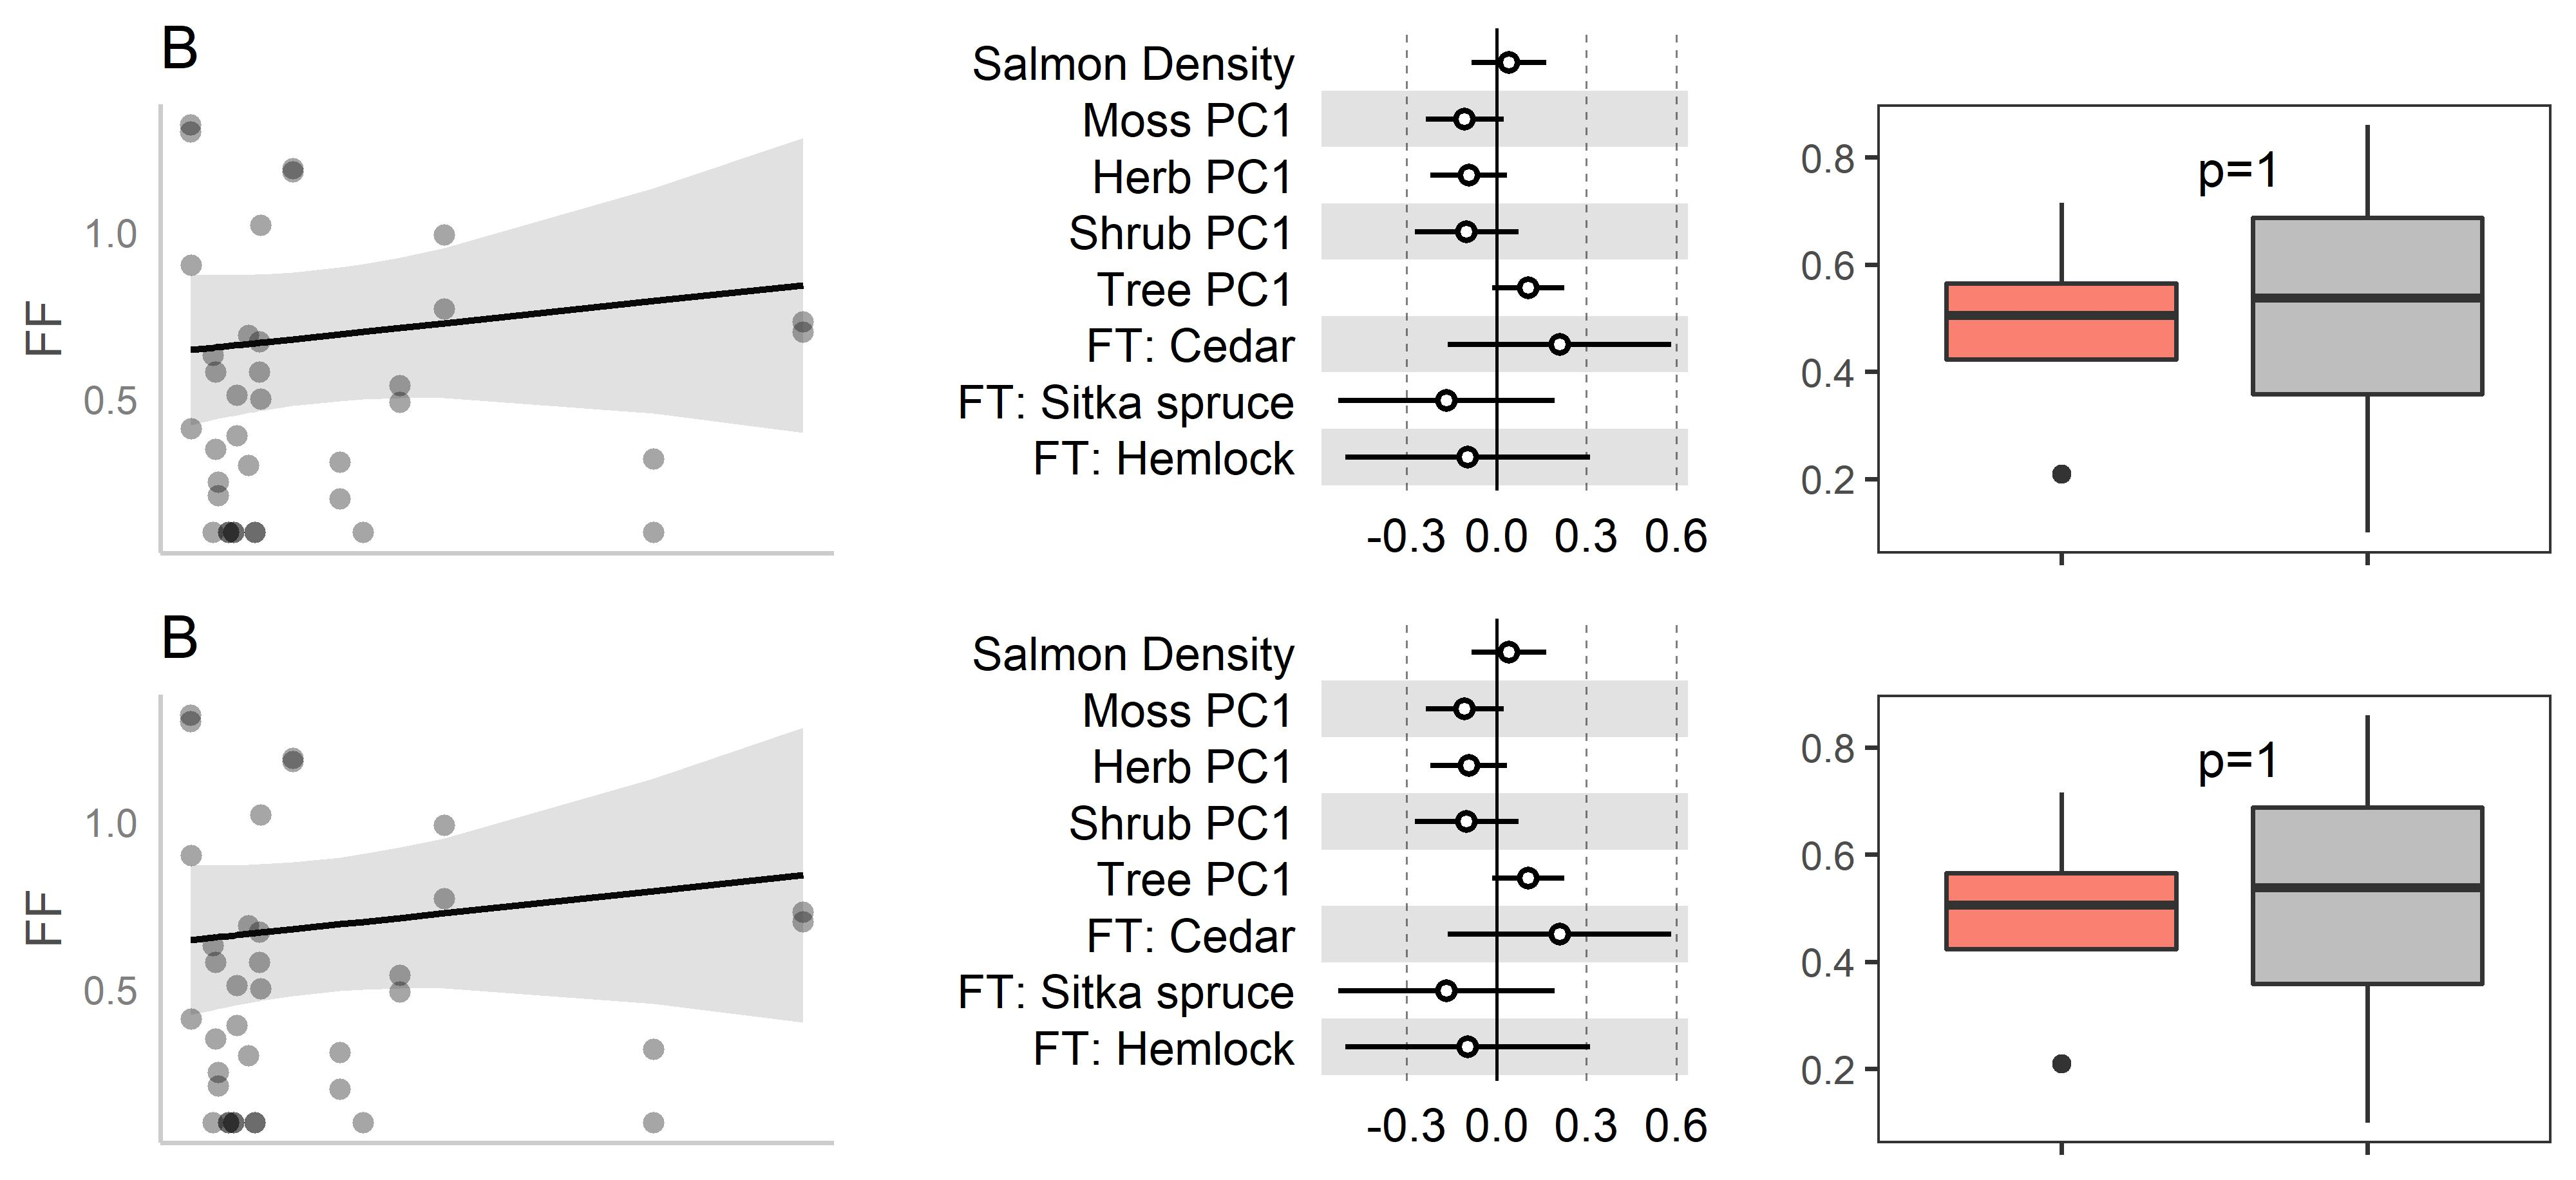 B
FF
1.0
0.5
Salmon Density
Moss PC1
Herb PC1
Shrub PC1
Tree PC1
FT: Cedar
FT: Sitka spruce
FT: Hemlock
-0.3 0.0 0.3 0.6
p=1
0.8
0.6
0.4
0.2
B
FF
1.0
0.5
Salmon Density
Moss PC1
Herb PC1
Shrub PC1
Tree PC1
FT: Cedar
FT: Sitka spruce
FT: Hemlock
-0.3 0.0 0.3 0.6
p=1
0.8
0.6
0.4
0.2